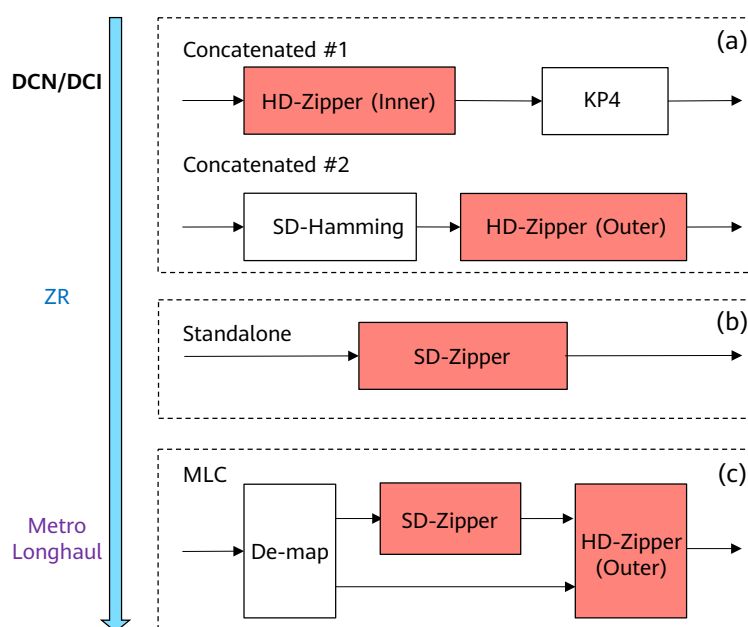 DCN/DCI
ZR
Metro
Longhaul
(a)
Concatenated #1
HD-Zipper (Inner)
KP4
Concatenated #2
SD-Hamming
HD-Zipper (Outer)
(b)
Standalone
SD-Zipper
(c)
MLC
De-map
SD-Zipper
HD-Zipper
(Outer)